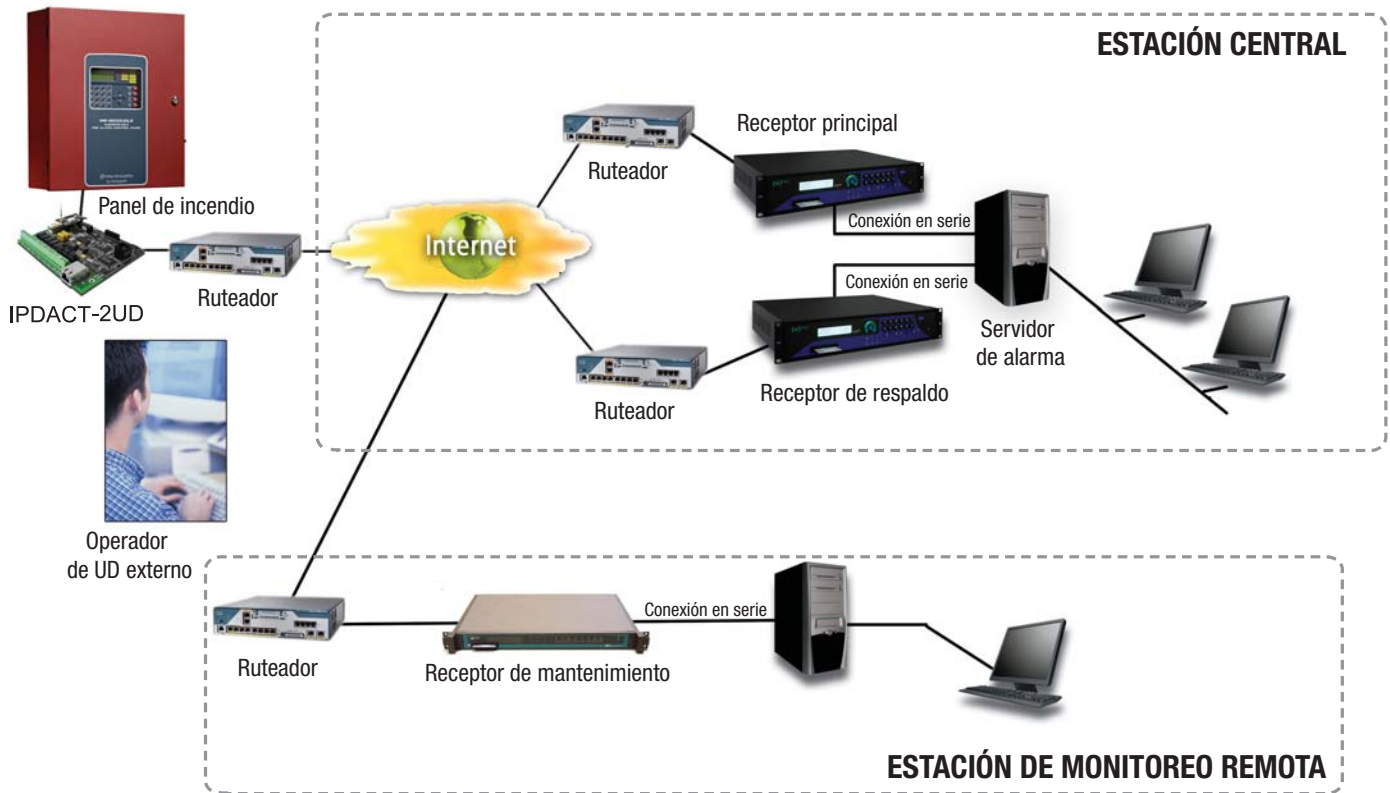 ESTACIÓN CENTRAL
Receptor principal
Ruteador
Panel de incendio
Conexión en serie
Internet
Ruteador
IPDACT-2UD
Conexión en serie
Servidor
de alarma
Receptor de respaldo
Ruteador
Operador
de UD externo
Conexión en serie
Ruteador
Receptor de mantenimiento
ESTACIÓN DE MONITOREO REMOTA